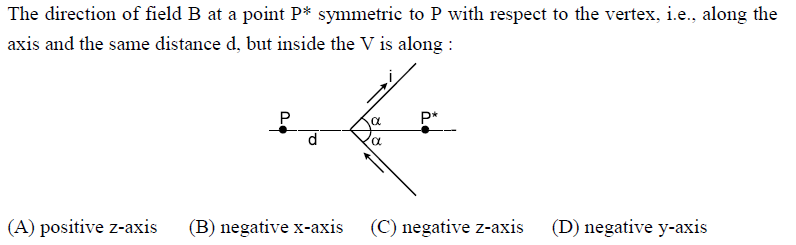 The direction of field B at a point P* symmetric to P with respect to the vertex, i.e., along the
axis and the same distance d, but inside the V is along :
i
P α P*
d α
(A) positive z-axis (B) negative x-axis (C) negative z-axis (D) negative y-axis